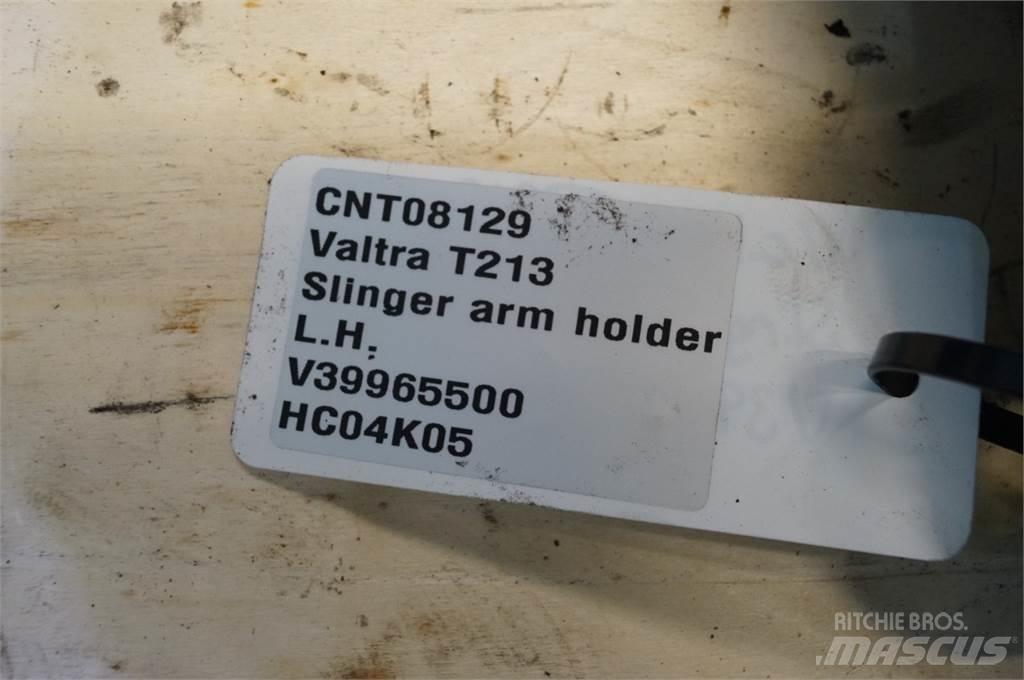 CNT08129
Valtra T213
Slinger arm holder
L.H.
V39965500
HC04K05
RITCHIE BROS.
MASCUS